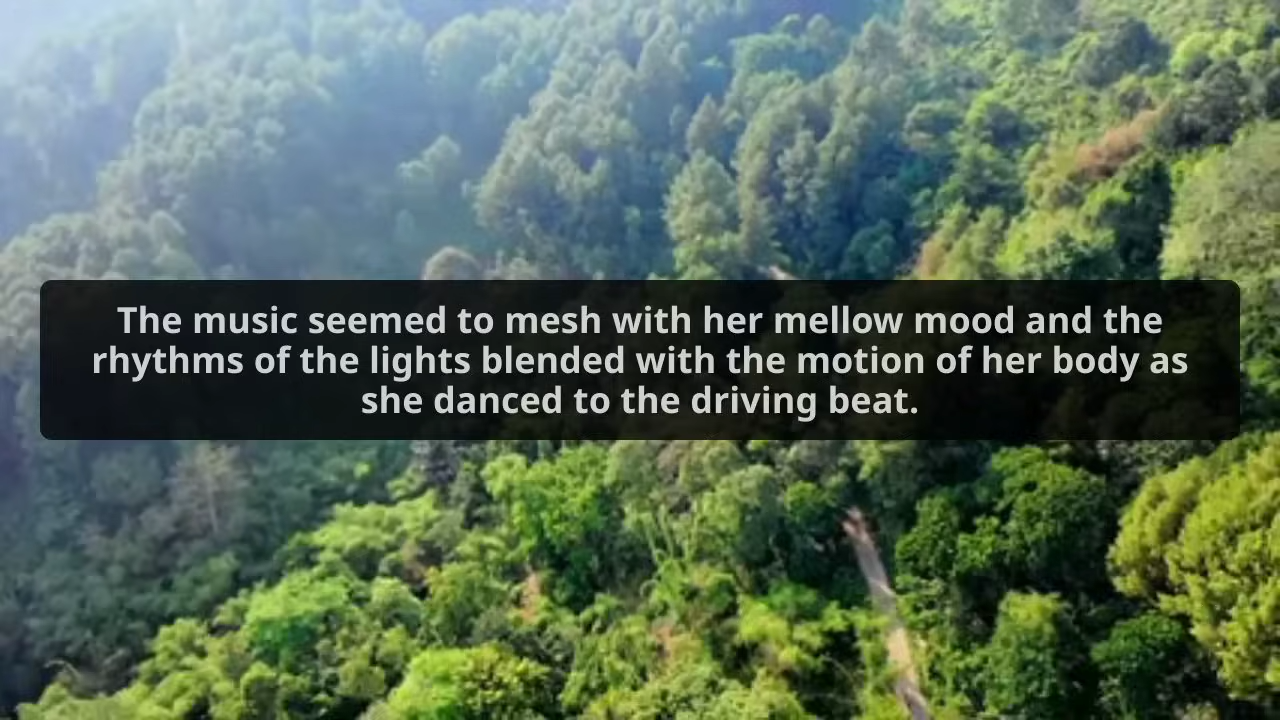 The music seemed to mesh with her mellow mood and the
rhythms of the lights blended with the motion of her body as
she danced to the driving beat.